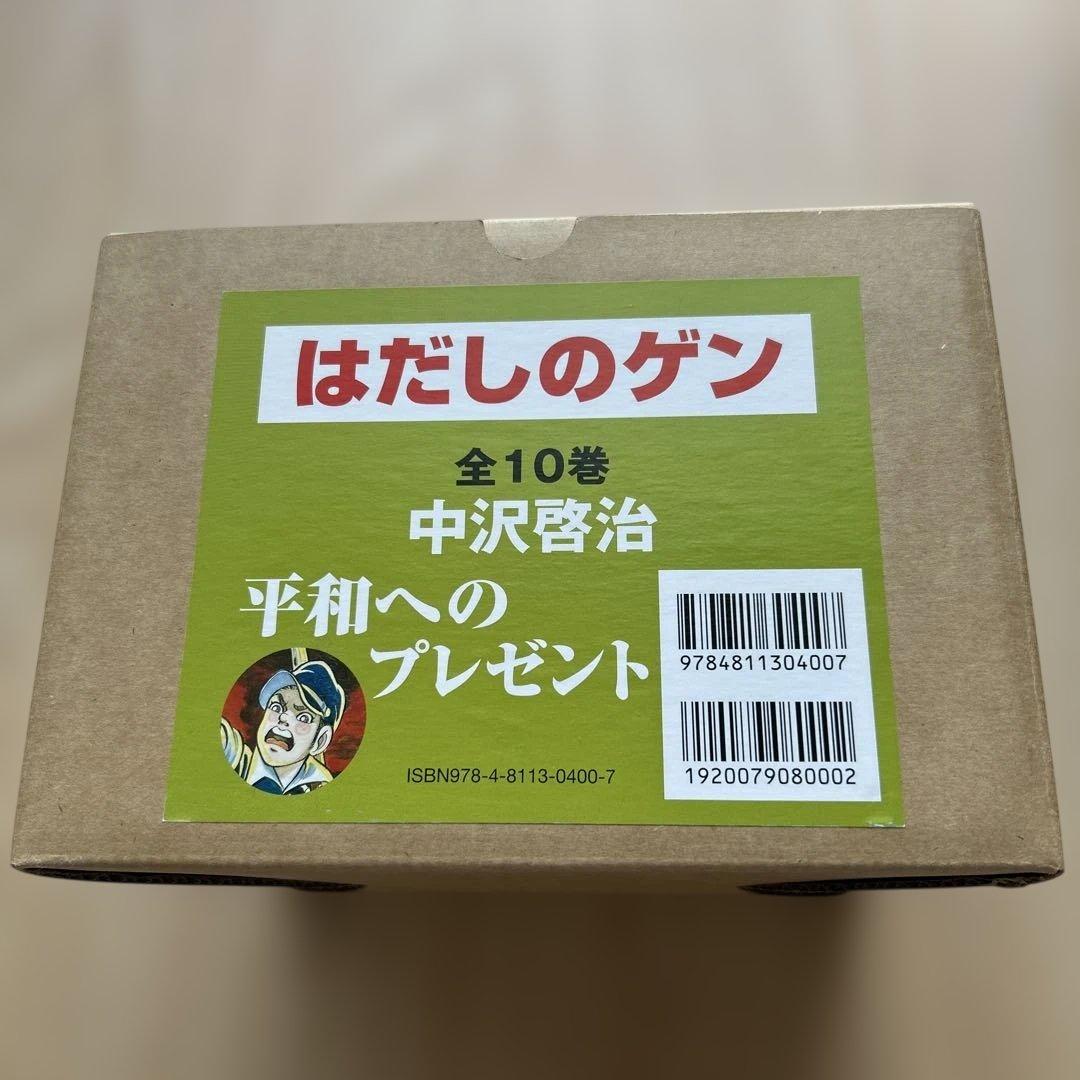 はだしのゲン
全10巻
中沢啓治
平和への
プレゼント
9784811304007
1920079080002
ISBN978-4-8113-0400-7